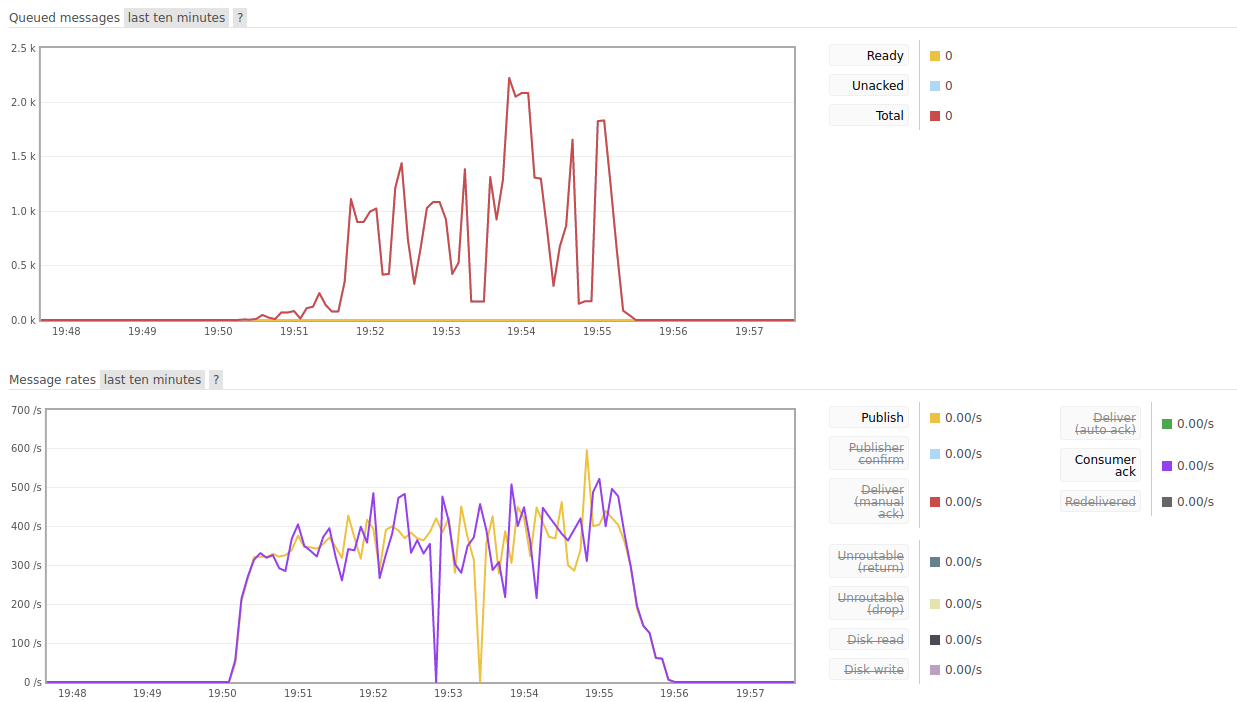 Queued messages last ten minutes ?
2.5 k
2.0 k
1.5 k
1.0 k
0.5 k
0.0 k
19:48 19:49 19:50 19:51 19:52 19:53 19:54 19:55 19:56 19:57
Ready 0
Unacked 0
Total 0
Message rates last ten minutes ?
700 /s
600 /s
500 /s
400 /s
300 /s
200 /s
100 /s
0 /s
19:48 19:49 19:50 19:51 19:52 19:53 19:54 19:55 19:56 19:57
Publish 0.00/s
Publisher
confirm 0.00/s
Deliver
(manual
ack) 0.00/s
Deliver
(auto ack) 0.00/s
Consumer
ack 0.00/s
Redelivered 0.00/s
Unroutable
(return) 0.00/s
Unroutable
(drop) 0.00/s
Disk read 0.00/s
Disk write 0.00/s